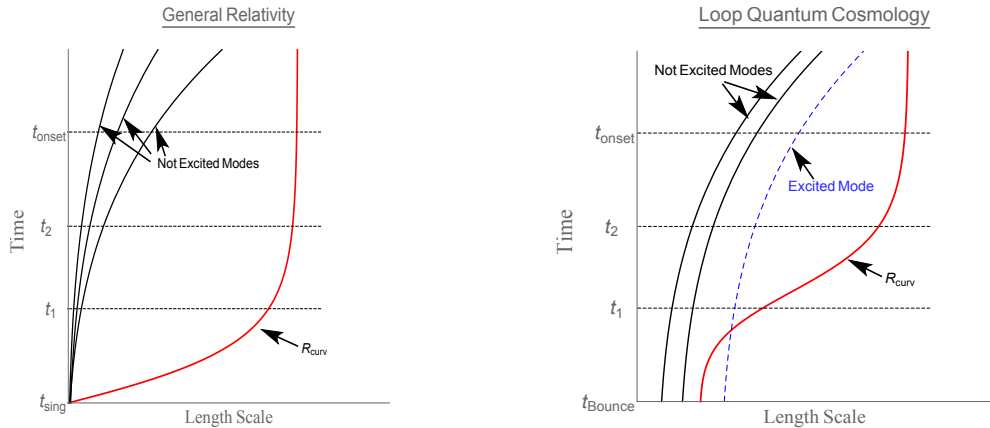 General Relativity
Time
t_onset
t_2
t_1
t_sing
Not Excited Modes
R_curv
Length Scale
Loop Quantum Cosmology
Time
t_onset
t_2
t_1
t_Bounce
Not Excited Modes
Excited Mode
R_curv
Length Scale